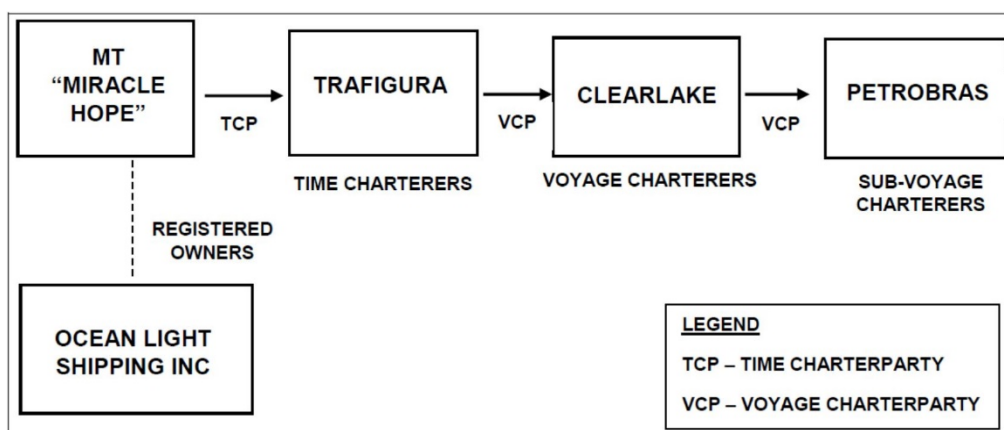 MT
“MIRACLE
HOPE”
TCP
TRAFIGURA
TIME CHARTERERS
VCP
CLEARLAKE
VOYAGE CHARTERERS
VCP
PETROBRAS
SUB-VOYAGE
CHARTERERS
REGISTERED
OWNERS
OCEAN LIGHT
SHIPPING INC
LEGEND
TCP – TIME CHARTERPARTY
VCP – VOYAGE CHARTERPARTY